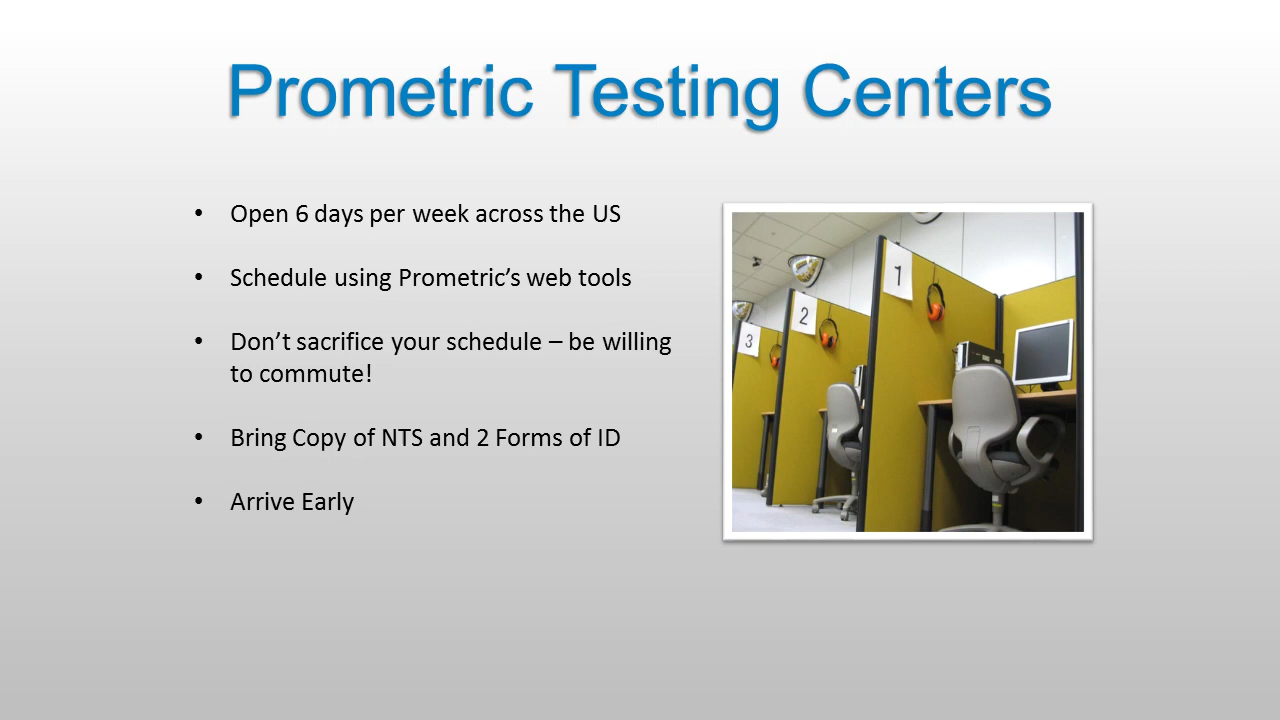 Prometric Testing Centers
• Open 6 days per week across the US
• Schedule using Prometric’s web tools
• Don’t sacrifice your schedule – be willing
to commute!
• Bring Copy of NTS and 2 Forms of ID
• Arrive Early
1
2
3